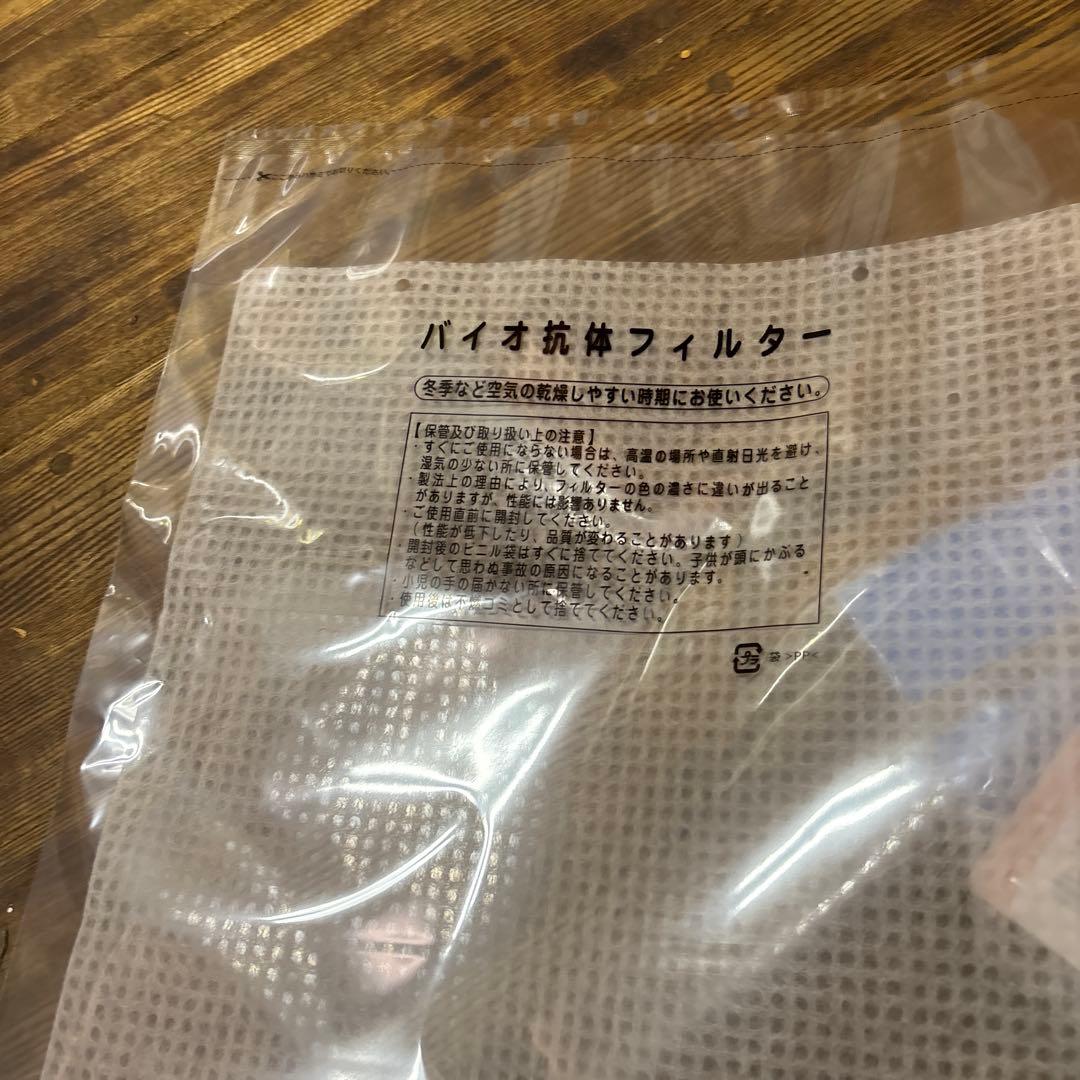 バイオ抗体フィルター
冬季など空気の乾燥しやすい時期にお使いください。
【保管及び取り扱い上の注意】
・すぐにご使用にならない場合は、高温の場所や直射日光を避け、
湿気の少ない所に保管してください。
・製法上の理由により、フィルターの色の濃さに違いが出ること
がありますが、性能には影響ありません。
・ご使用直前に開封してください。
（性能が低下したり、品質が変わることがあります）
・開封後のビニル袋はすぐに捨ててください。子供が頭にかぶる
などして思わぬ事故の原因になることがあります。
・小児の手の届かない所に保管してください。
・使用後は不燃ゴミとして捨ててください。
プラ 袋 >PP<